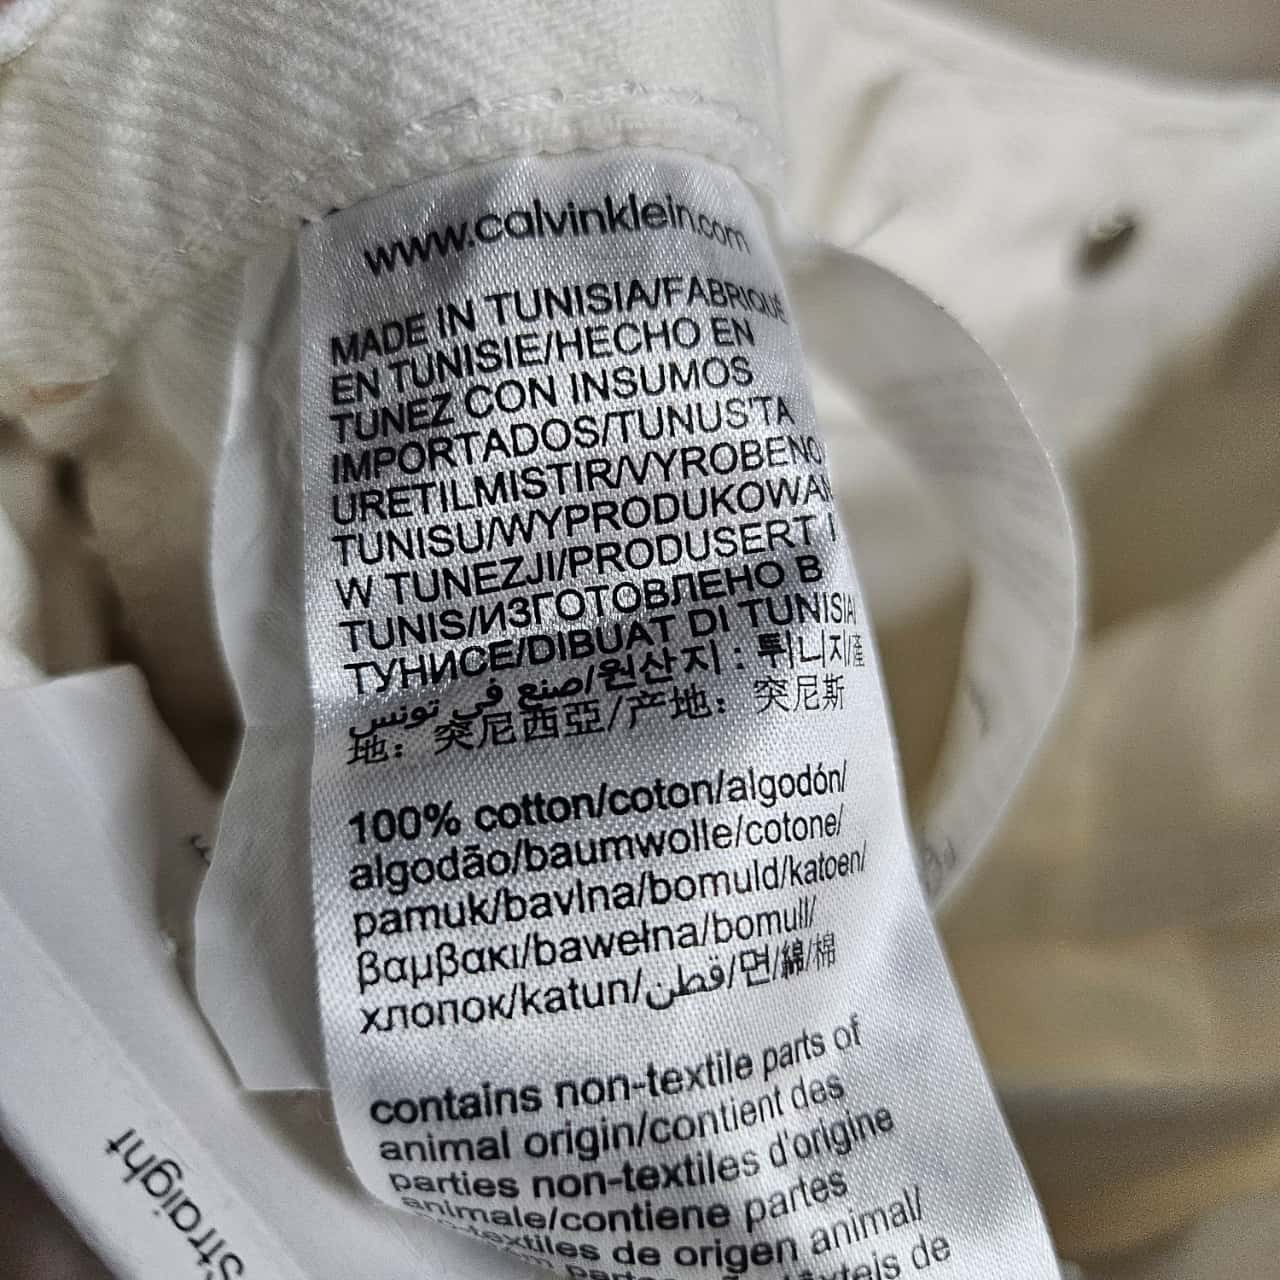 www.calvinklein.com
MADE IN TUNISIA/FABRIQUÉ
EN TUNISIE/HECHO EN
TUNEZ CON INSUMOS
IMPORTADOS/TUNUS'TA
URETILMISTIR/VYROBENO
TUNISU/WYPRODUKOWAN
W TUNEZJI/PRODUSERT I
TUNIS/ИЗГОТОВЛЕНО В
ТУНИСЕ/DIBUAT DI TUNISIA/
صنع في تونس/원산지 : 튀니지/産
地： 突尼西亞/产地： 突尼斯
100% cotton/coton/algodón/
algodão/baumwolle/cotone/
pamuk/bavlna/bomuld/katoen/
βαμβακι/bawełna/bomull/
хлопок/katun/قطن/면/綿/棉
contains non-textile parts of
animal origin/contient des
parties non-textiles d'origine
animale/contiene partes
textiles de origen animal/
de
Straight